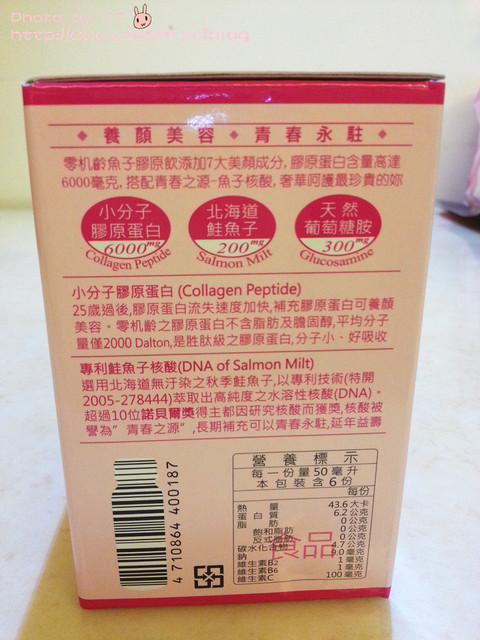 ◆ 養顏美容 ◆ 青春永駐 ◆
零机齡魚子膠原飲添加7大美顏成分, 膠原蛋白含量高達
6000毫克, 搭配青春之源-魚子核酸, 奢華呵護最珍貴的妳
小分子
膠原蛋白
6000mg
Collagen Peptide
北海道
鮭魚子
200mg
Salmon Milt
天然
葡萄糖胺
300mg
Glucosamine
小分子膠原蛋白 (Collagen Peptide)
25歲過後,膠原蛋白流失速度加快,補充膠原蛋白可養顏
美容。零机齡之膠原蛋白不含脂肪及膽固醇,平均分子
量僅2000 Dalton,是胜肽級之膠原蛋白,分子小、好吸收
專利鮭魚子核酸(DNA of Salmon Milt)
選用北海道無汙染之秋季鮭魚子,以專利技術(特開
2005-278444)萃取出高純度之水溶性核酸(DNA)。
超過10位諾貝爾獎得主都因研究核酸而獲獎,核酸被
譽為”青春之源”,長期補充可以青春永駐,延年益壽
營養標示
每一份量 50 毫升
本包裝含 6 份
每份
熱量 43.6 大卡
蛋白質 6.2 公克
脂肪 0 公克
飽和脂肪 0 公克
反式脂肪 0 公克
碳水化合物 4.7 公克
鈉 9.0 毫克
維生素B2 1 毫克
維生素B6 1 毫克
維生素C 100 毫克
食品
4 710864 400187